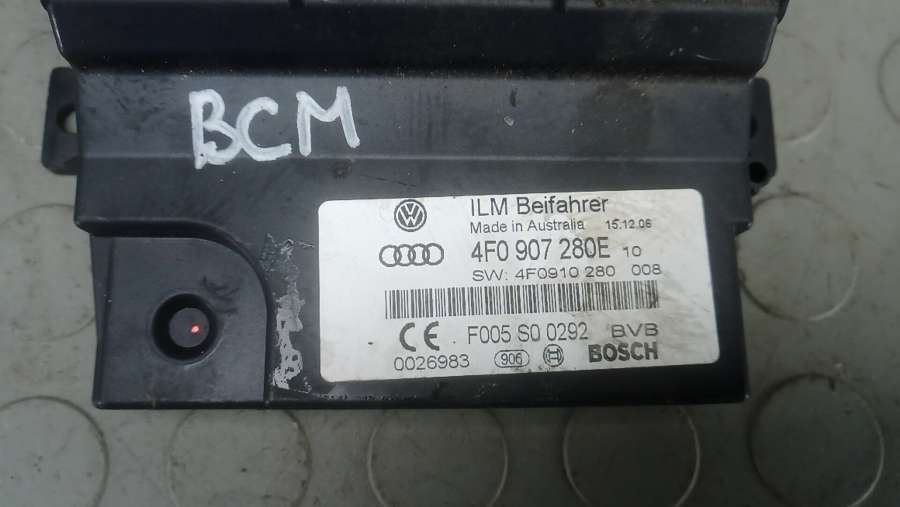 BCM
ILM Beifahrer
Made in Australia 15.12.06
4F0 907 280E 10
SW: 4F0910 280 008
F005 S0 0292 BVB
0026983 906 BOSCH